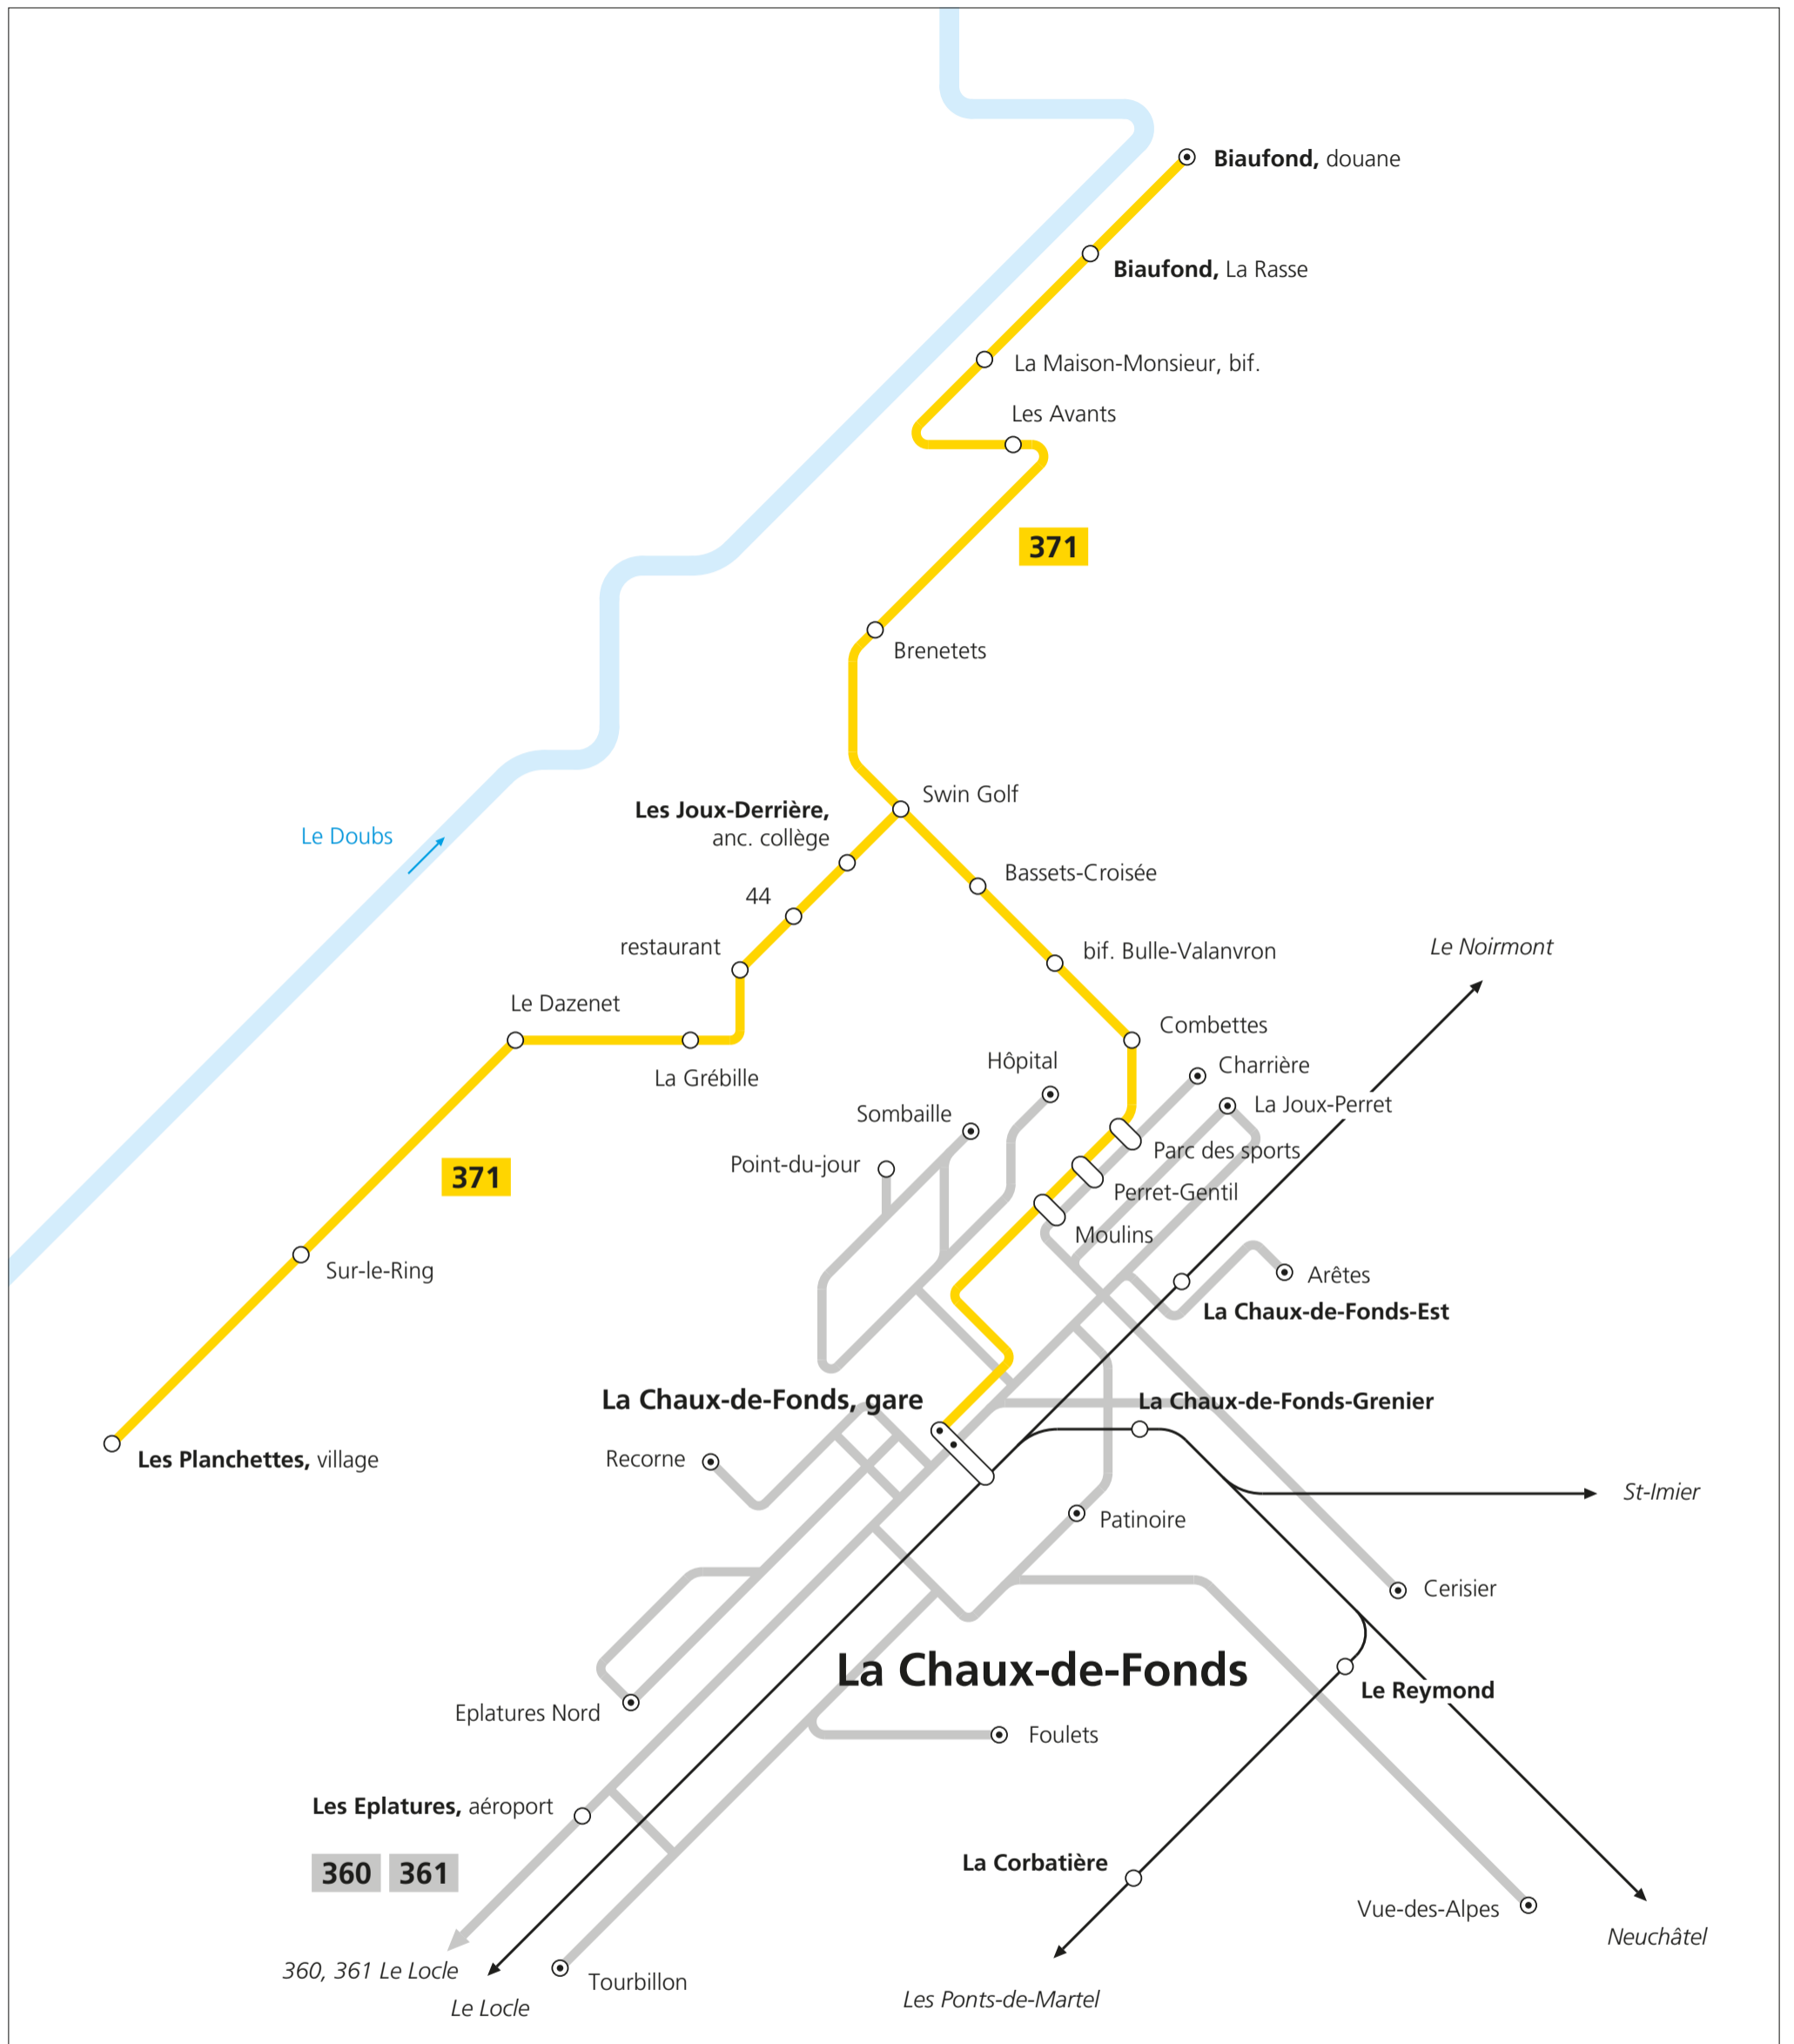 Biaufond, douane
Biaufond, La Rasse
La Maison-Monsieur, bif.
Les Avants
371
Brenetets
Swin Golf
Les Joux-Derrière,
anc. collège
Le Doubs
Bassets-Croisée
44
restaurant
bif. Bulle-Valanvron
Le Noirmont
Le Dazenet
Combettes
La Grébille
Hôpital
Charrière
Sombaille
La Joux-Perret
Point-du-jour
Parc des sports
371
Perret-Gentil
Moulins
Sur-le-Ring
Arêtes
La Chaux-de-Fonds-Est
La Chaux-de-Fonds, gare
La Chaux-de-Fonds-Grenier
Les Planchettes, village
Recorne
St-Imier
Patinoire
Cerisier
La Chaux-de-Fonds
Le Reymond
Eplatures Nord
Foulets
Les Eplatures, aéroport
360 361
La Corbatière
Vue-des-Alpes
Neuchâtel
360, 361 Le Locle
Tourbillon
Le Locle
Les Ponts-de-Martel